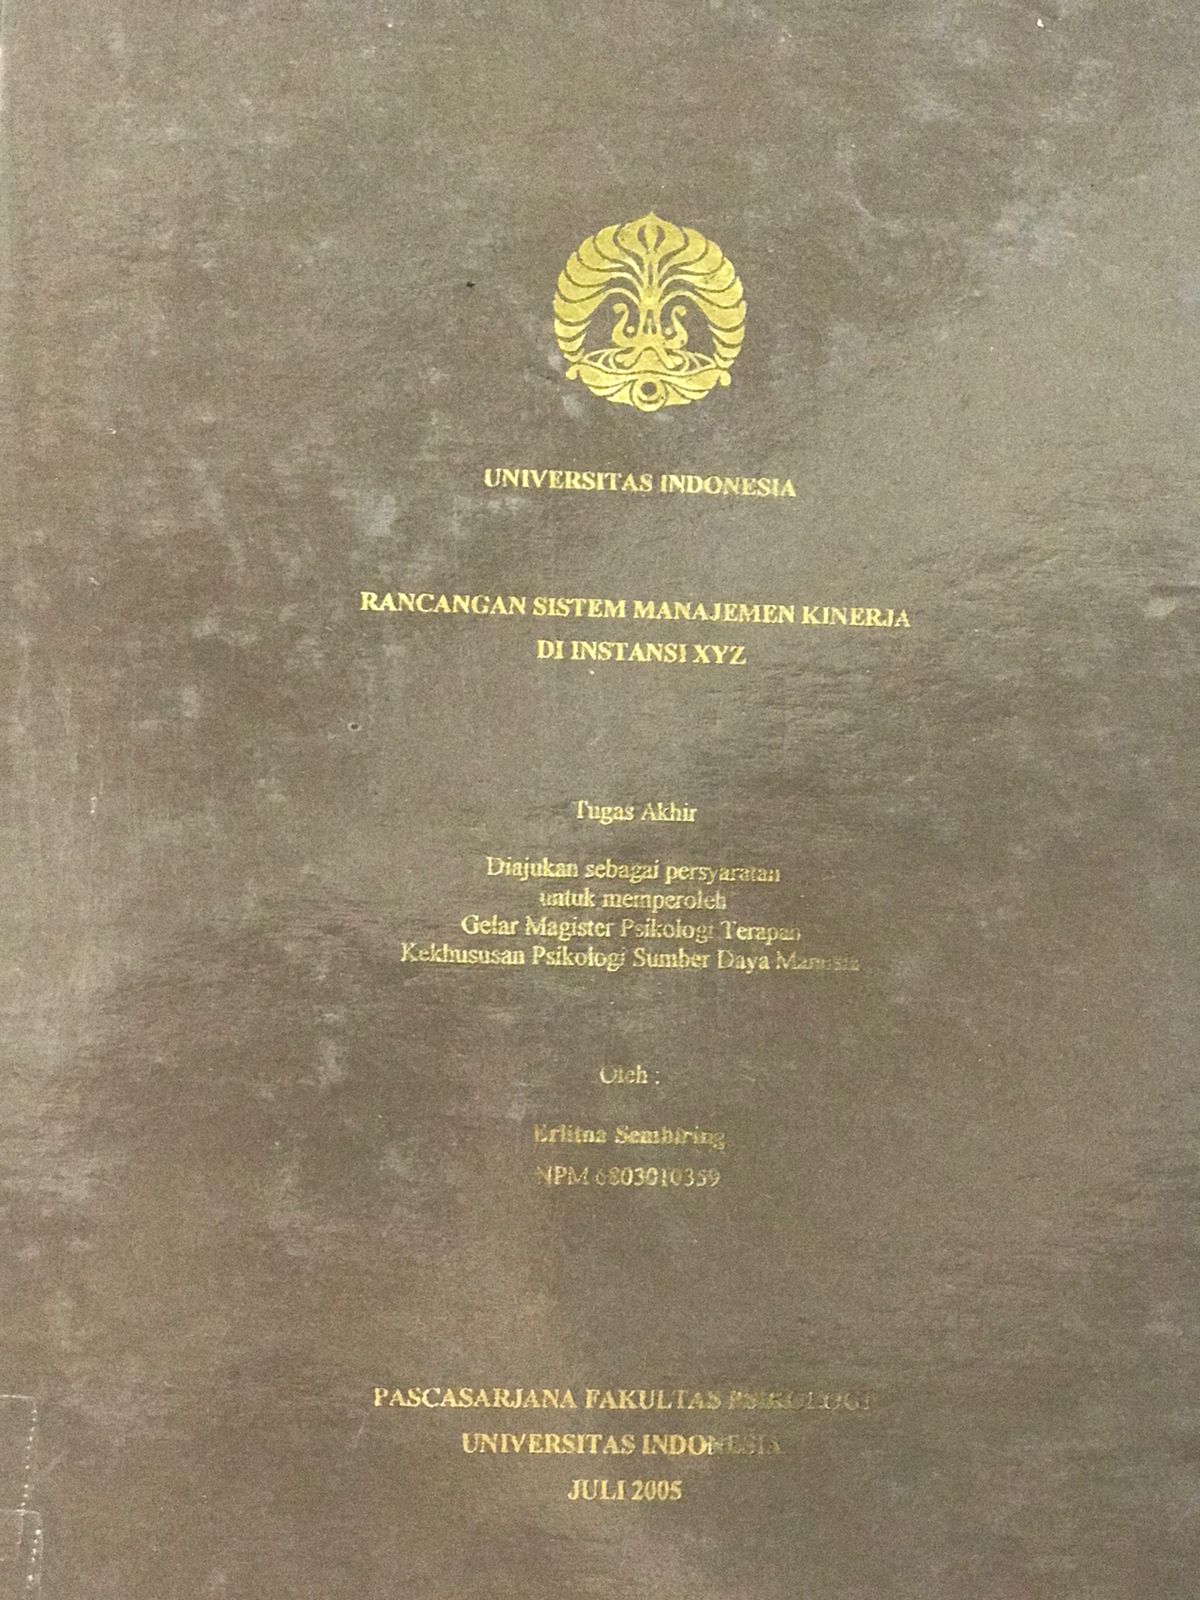 UNIVERSITAS INDONESIA
RANCANGAN SISTEM MANAJEMEN KINERJA
DI INSTANSI XYZ
Tugas Akhir
Diajukan sebagai persyaratan
untuk memperoleh
Gelar Magister Psikologi Terapan
Kekhususan Psikologi Sumber Daya Manusia
Oleh :
Erlitna Sembiring
NPM 6803010359
PASCASARJANA FAKULTAS PSIKOLOGI
UNIVERSITAS INDONESIA
JULI 2005